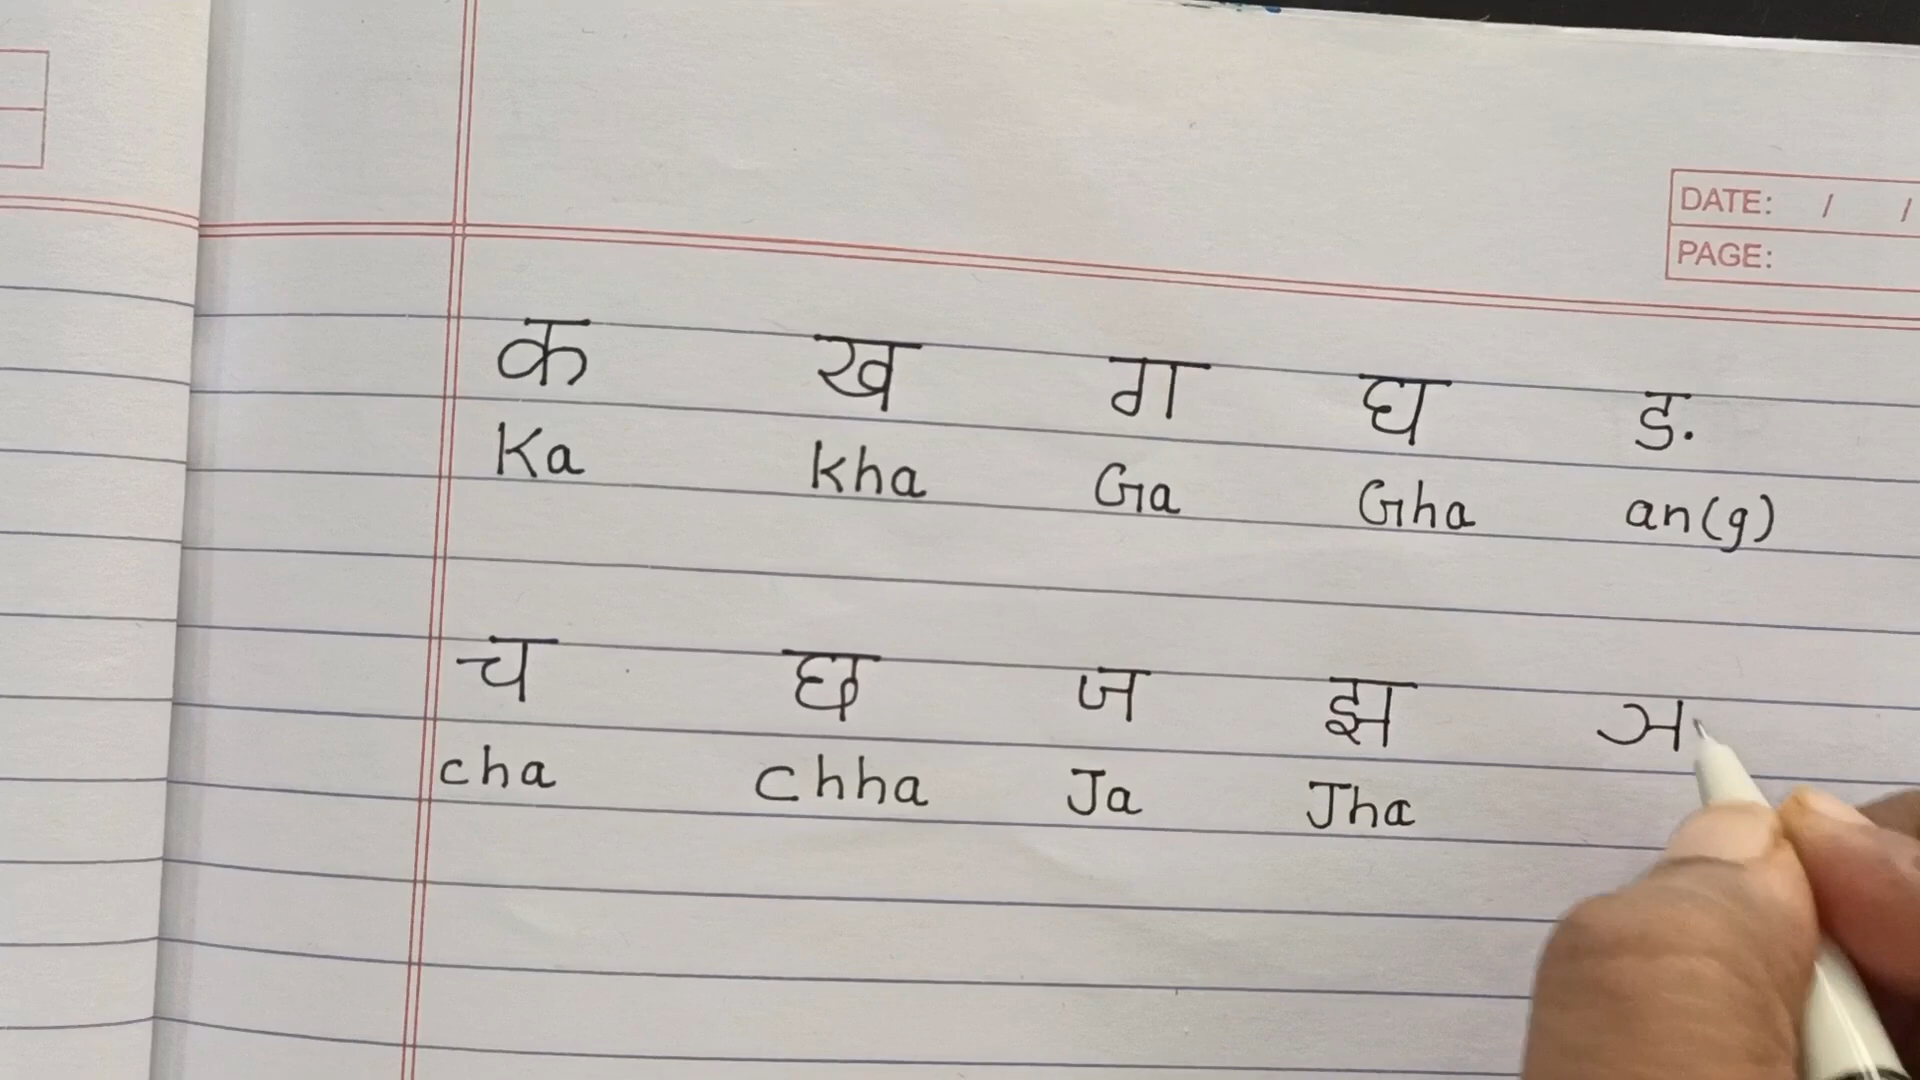 DATE: / /
PAGE:
क ख ग घ ङ
Ka kha Ga Gha an(g)
च छ ज झ ञ
cha chha Ja Jha